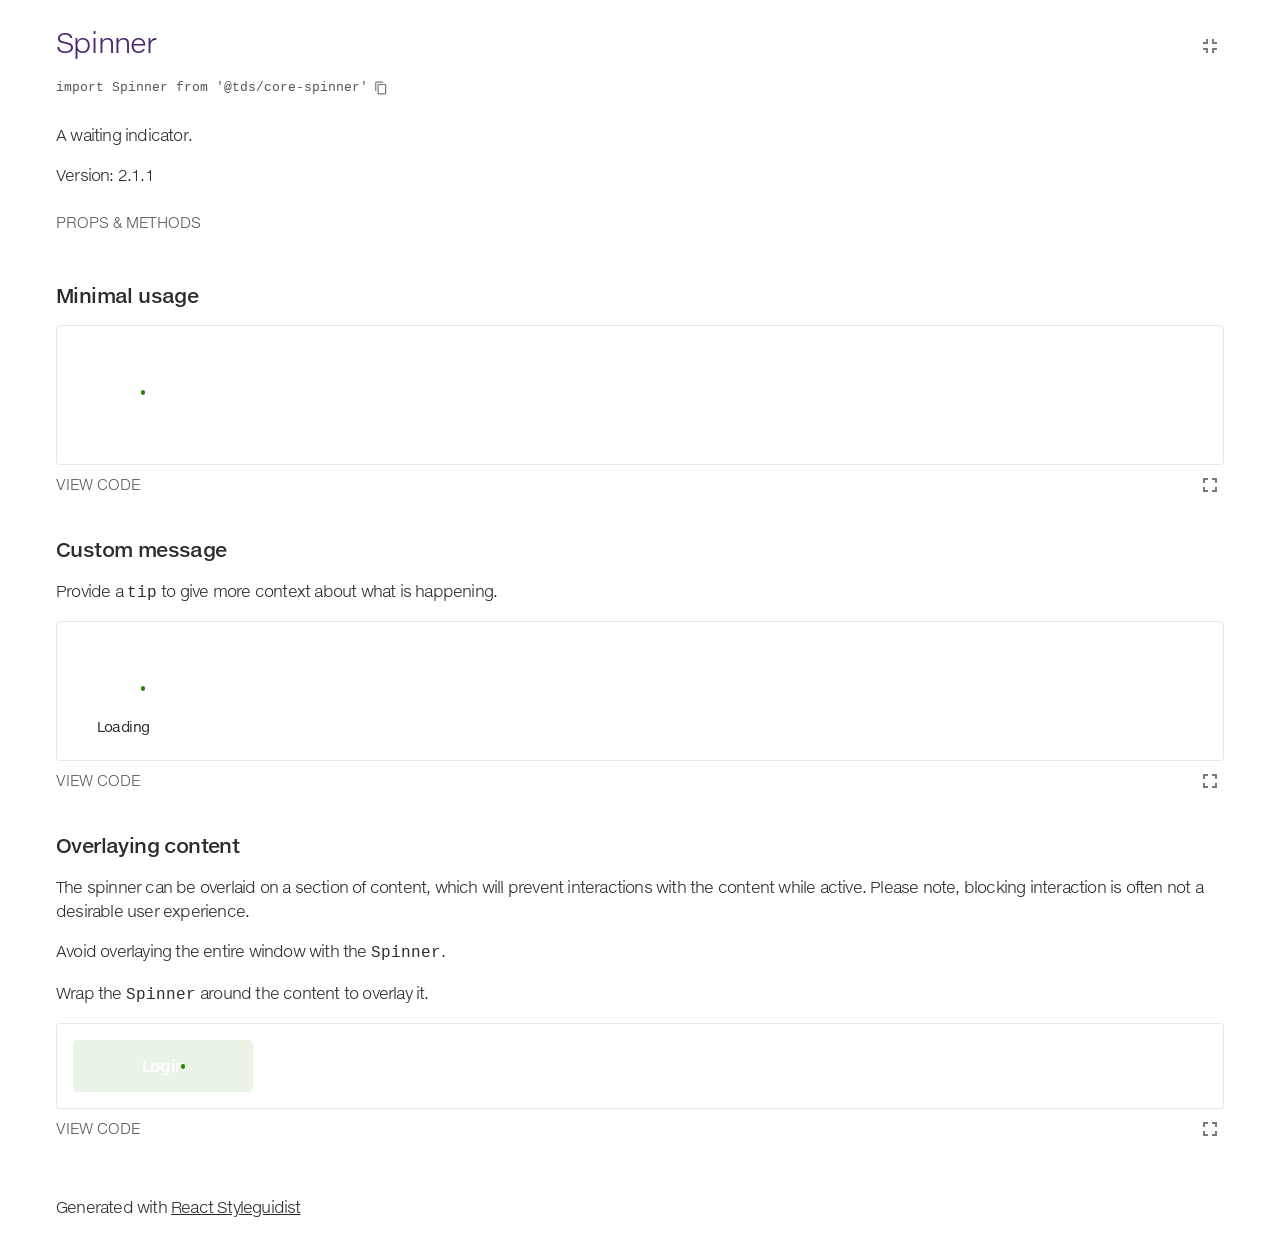 Spinner
import Spinner from '@tds/core-spinner'
A waiting indicator.
Version: 2.1.1
PROPS & METHODS
Minimal usage
VIEW CODE
Custom message
Provide a tip to give more context about what is happening.
Loading
VIEW CODE
Overlaying content
The spinner can be overlaid on a section of content, which will prevent interactions with the content while active. Please note, blocking interaction is often not a
desirable user experience.
Avoid overlaying the entire window with the Spinner.
Wrap the Spinner around the content to overlay it.
Login
VIEW CODE
Generated with React Styleguidist